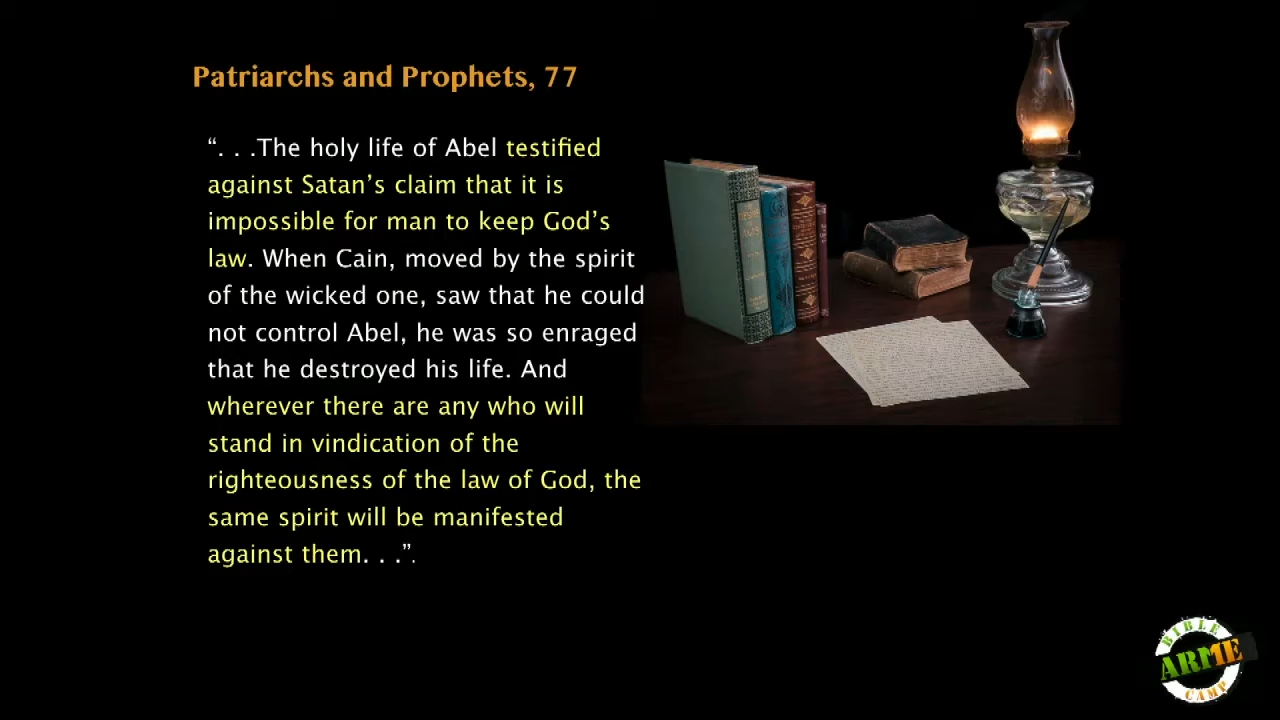 Patriarchs and Prophets, 77
“. . .The holy life of Abel testified
against Satan’s claim that it is
impossible for man to keep God’s
law. When Cain, moved by the spirit
of the wicked one, saw that he could
not control Abel, he was so enraged
that he destroyed his life. And
wherever there are any who will
stand in vindication of the
righteousness of the law of God, the
same spirit will be manifested
against them. . .”.
BIBLE
ARME
CAMP